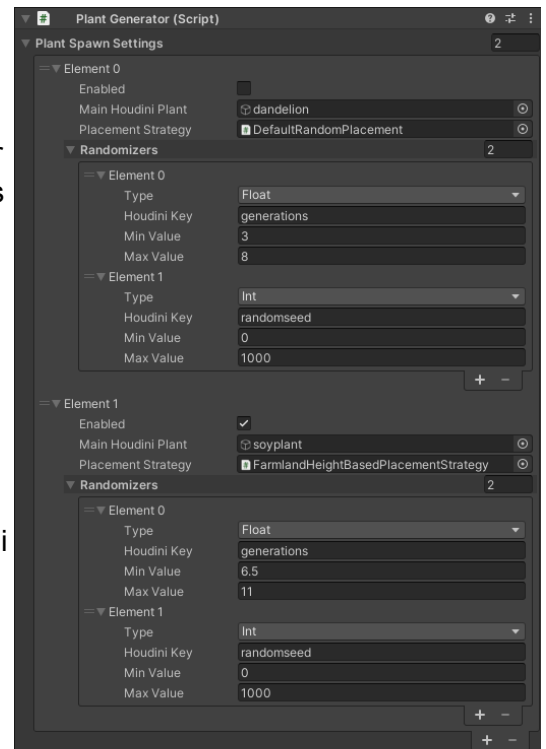 Plant Generator (Script)
Plant Spawn Settings 2
Element 0
Enabled
Main Houdini Plant dandelion
Placement Strategy DefaultRandomPlacement
Randomizers 2
Element 0
Type Float
Houdini Key generations
Min Value 3
Max Value 8
Element 1
Type Int
Houdini Key randomseed
Min Value 0
Max Value 1000
+ -
Element 1
Enabled
Main Houdini Plant soyplant
Placement Strategy FarmlandHeightBasedPlacementStrategy
Randomizers 2
Element 0
Type Float
Houdini Key generations
Min Value 6.5
Max Value 11
Element 1
Type Int
Houdini Key randomseed
Min Value 0
Max Value 1000
+ -
+ -